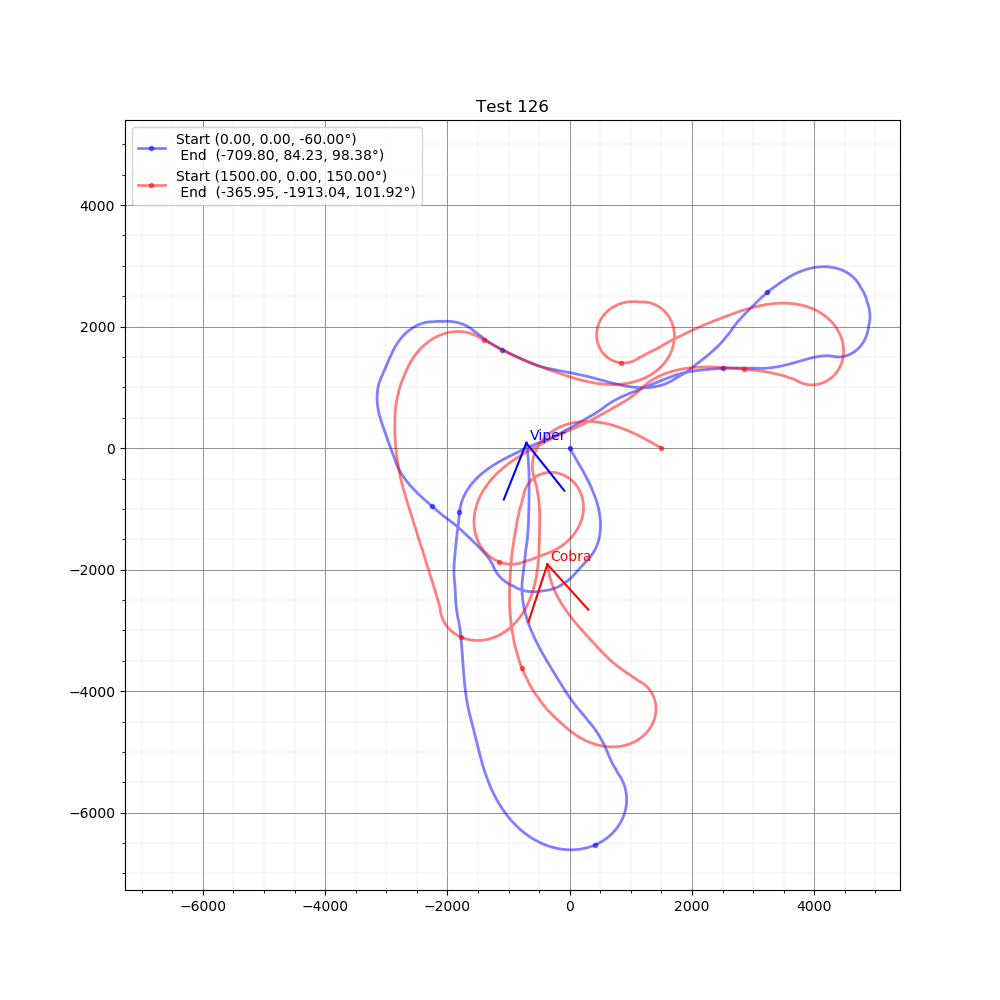 Test 126
Start (0.00, 0.00, -60.00°)
End  (-709.80, 84.23, 98.38°)
Start (1500.00, 0.00, 150.00°)
End  (-365.95, -1913.04, 101.92°)
4000
2000
0
−2000
−4000
−6000
Viper
Cobra
−6000
−4000
−2000
0
2000
4000